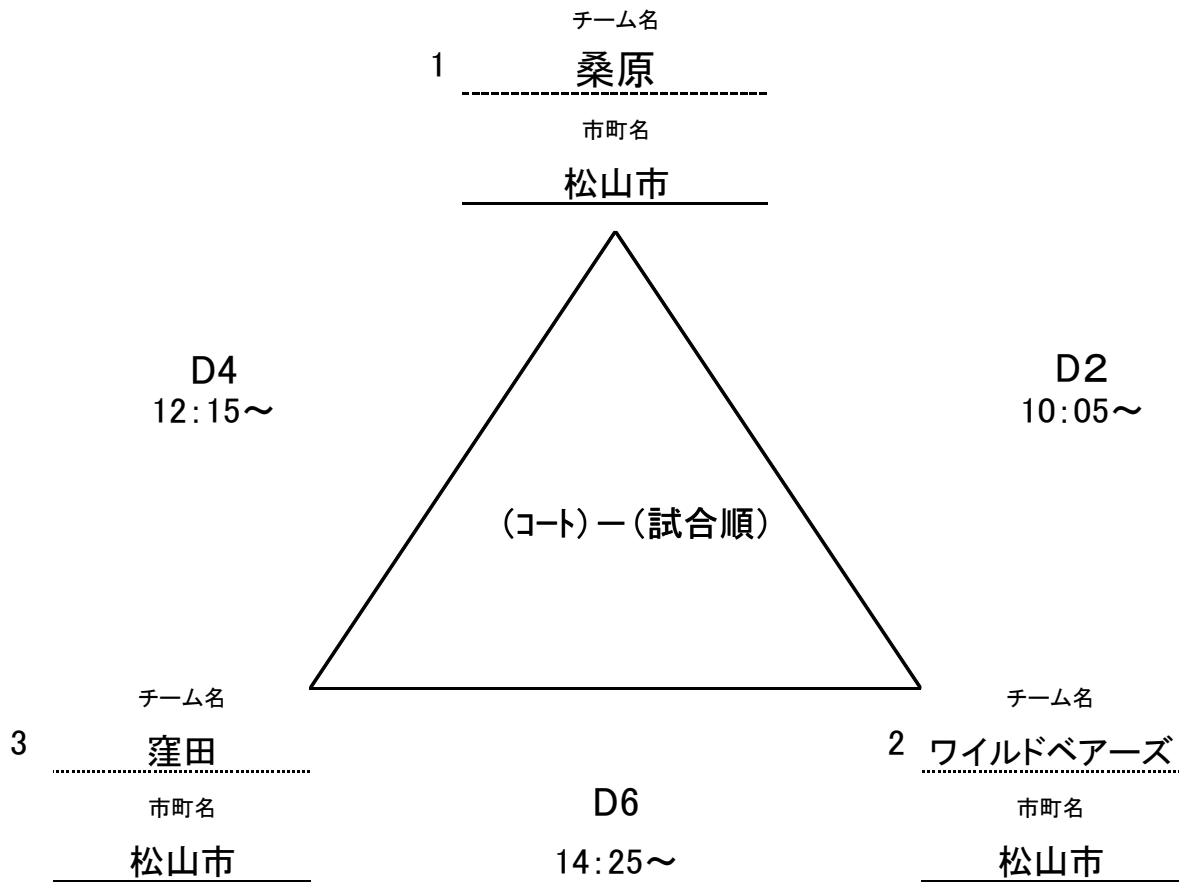 チーム名
1 桑原
市町名
松山市
D4
12:15～
D2
10:05～
(コート)－(試合順)
チーム名
3 窪田
市町名
松山市
D6
14:25～
チーム名
2 ワイルドベアーズ
市町名
松山市